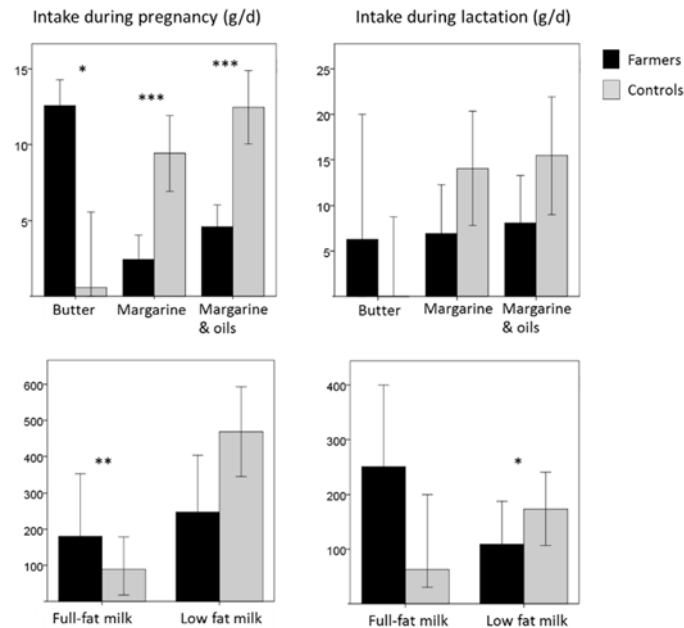 Intake during pregnancy (g/d)
Intake during lactation (g/d)
Farmers
Controls
15
10
5
*
***
***
Butter
Margarine
Margarine
& oils
25
20
15
10
5
Butter
Margarine
Margarine
& oils
600
500
400
300
200
100
**
Full-fat milk
Low fat milk
400
300
200
100
*
Full-fat milk
Low fat milk